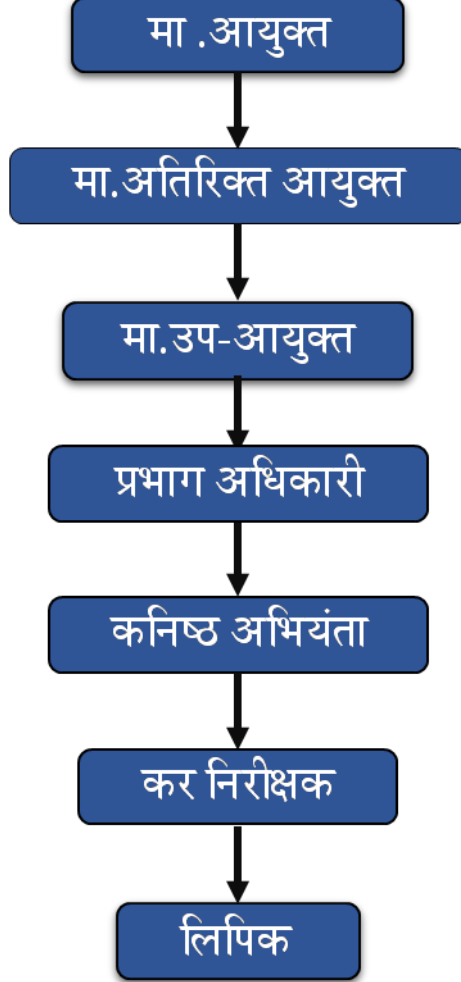 मा .आयुक्त
मा.अतिरिक्त आयुक्त
मा.उप-आयुक्त
प्रभाग अधिकारी
कनिष्ठ अभियंता
कर निरीक्षक
लिपिक